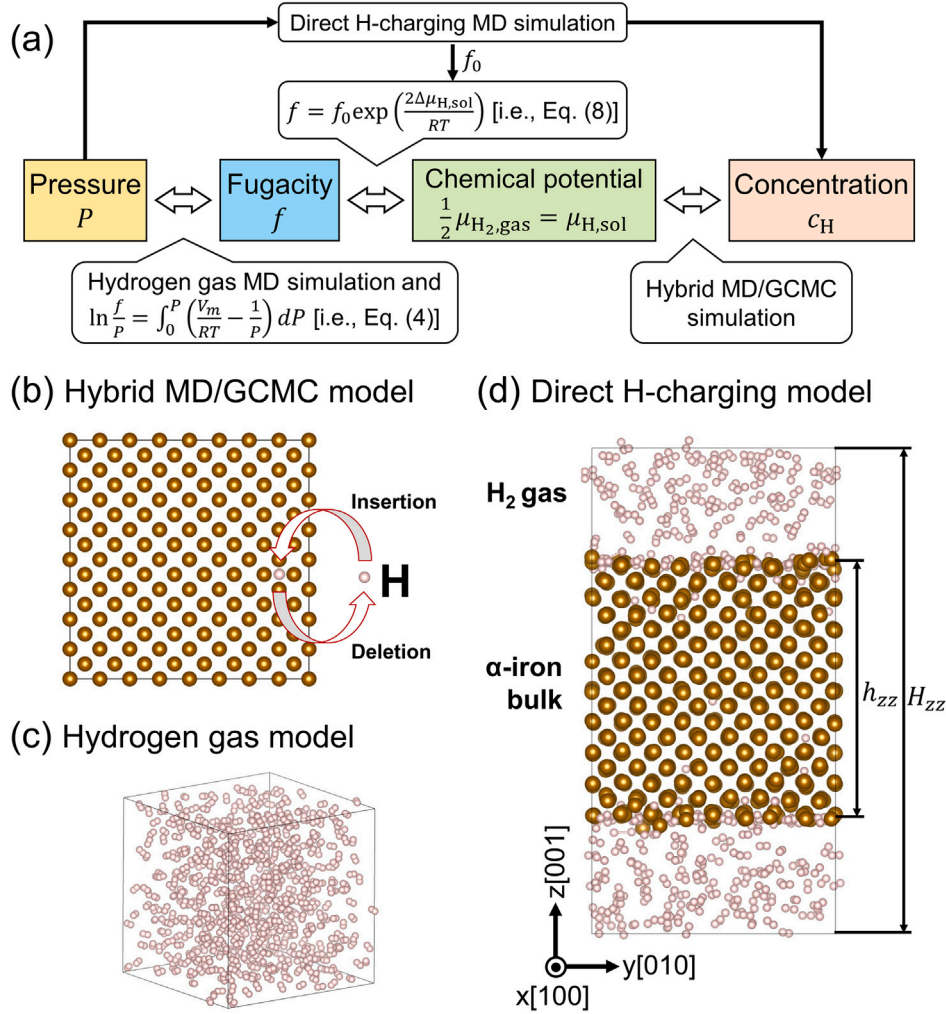 (a)
Direct H-charging MD simulation
f₀
f = f₀exp(2Δμ_H,sol/RT) [i.e., Eq. (8)]
Pressure
P
Fugacity
f
Chemical potential
1/2 μ_H₂,gas = μ_H,sol
Concentration
c_H
Hydrogen gas MD simulation and
ln f/P = ∫₀ᴾ (V_m/RT − 1/P) dP [i.e., Eq. (4)]
Hybrid MD/GCMC
simulation
(b) Hybrid MD/GCMC model
Insertion
H
Deletion
(c) Hydrogen gas model
(d) Direct H-charging model
H₂ gas
α-iron
bulk
h_zz
H_zz
z[001]
y[010]
x[100]